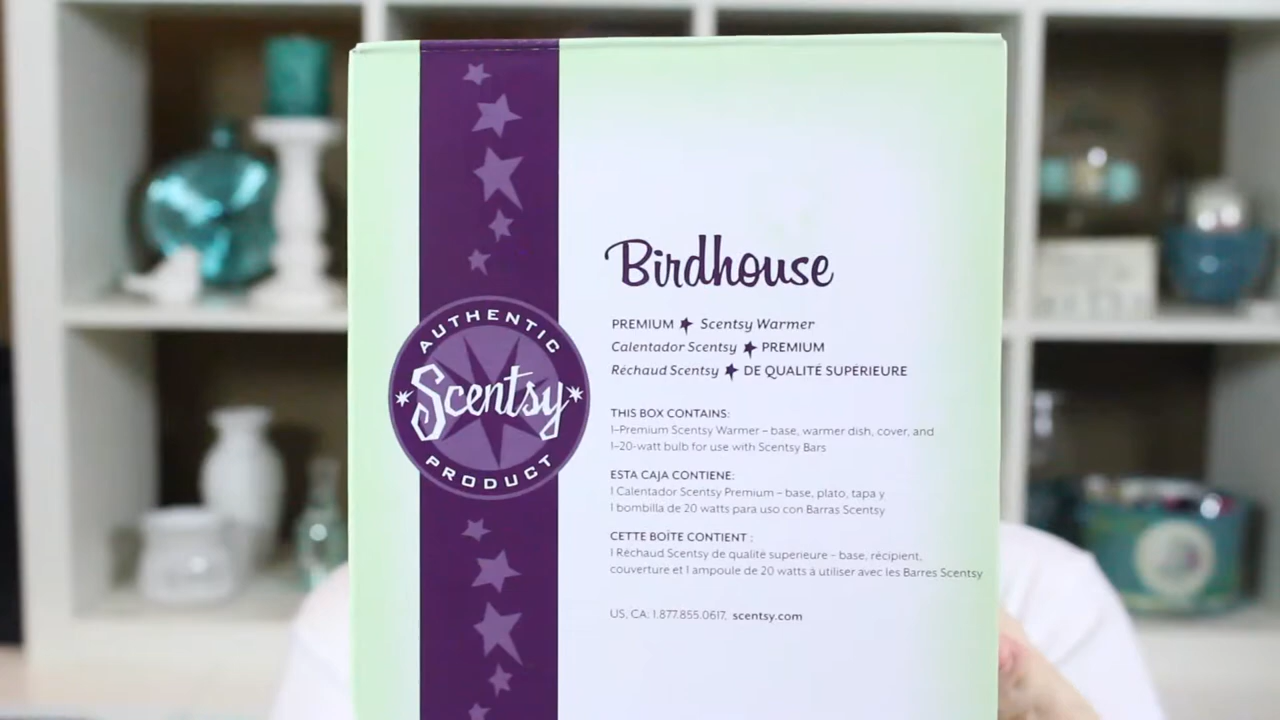 AUTHENTIC
Scentsy
PRODUCT
Birdhouse
PREMIUM Scentsy Warmer
Calentador Scentsy PREMIUM
Réchaud Scentsy DE QUALITÉ SUPÉRIEURE
THIS BOX CONTAINS:
1–Premium Scentsy Warmer – base, warmer dish, cover, and
1–20-watt bulb for use with Scentsy Bars
ESTA CAJA CONTIENE:
1 Calentador Scentsy Premium – base, plato, tapa y
1 bombilla de 20 watts para uso con Barras Scentsy
CETTE BOÎTE CONTIENT :
1 Réchaud Scentsy de qualité supérieure – base, récipient,
couverture et 1 ampoule de 20 watts à utiliser avec les Barres Scentsy
US, CA: 1.877.855.0617, scentsy.com